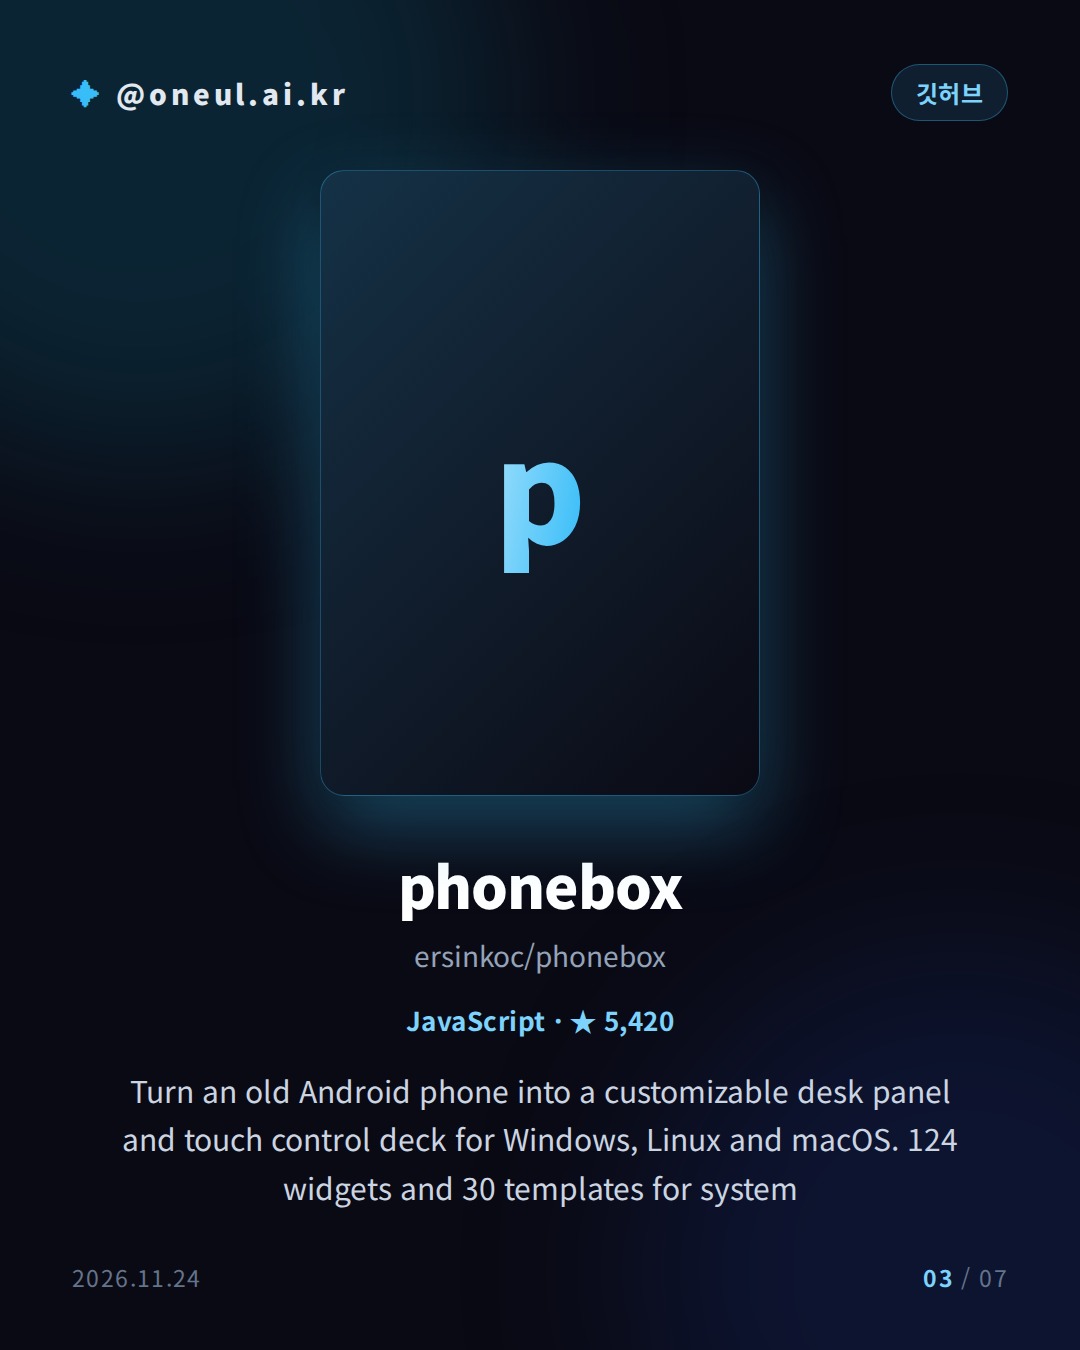 @oneul.ai.kr
깃허브
p
phonebox
ersinkoc/phonebox
JavaScript · ★ 5,420
Turn an old Android phone into a customizable desk panel
and touch control deck for Windows, Linux and macOS. 124
widgets and 30 templates for system
2026.11.24
03 / 07